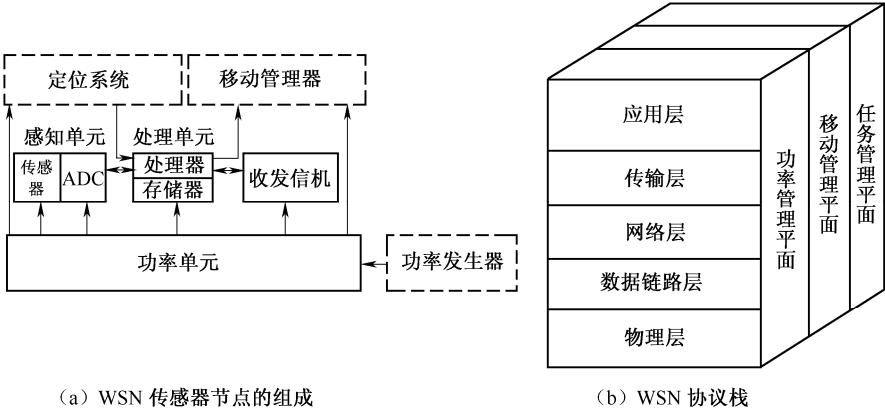 定位系统
移动管理器
感知单元
处理单元
传感器
ADC
处理器
存储器
收发信机
功率单元
功率发生器
(a) WSN 传感器节点的组成
应用层
传输层
网络层
数据链路层
物理层
功率管理平面
移动管理平面
任务管理平面
(b) WSN 协议栈